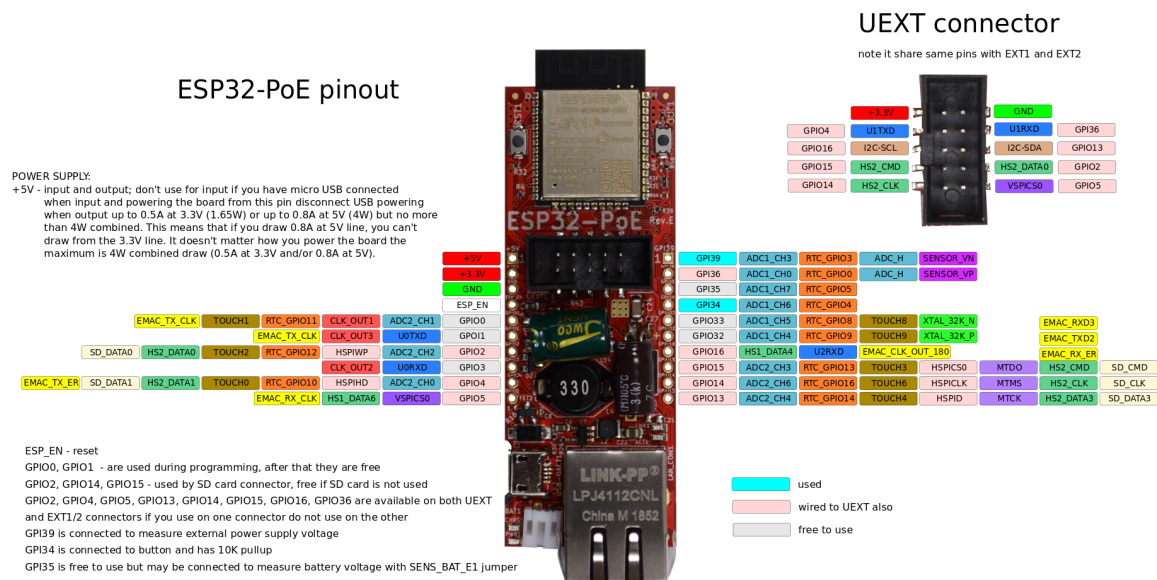 UEXT connector
note it share same pins with EXT1 and EXT2
ESP32-PoE pinout
+3.3V GND
GPIO4 U1TXD U1RXD GPI36
GPIO16 I2C-SCL I2C-SDA GPIO13
GPIO15 HS2_CMD HS2_DATA0 GPIO2
GPIO14 HS2_CLK VSPICS0 GPIO5
POWER SUPPLY:
+5V - input and output; don't use for input if you have micro USB connected
when input and powering the board from this pin disconnect USB powering
when output up to 0.5A at 3.3V (1.65W) or up to 0.8A at 5V (4W) but no more
than 4W combined. This means that if you draw 0.8A at 5V line, you can't
draw from the 3.3V line. It doesn't matter how you power the board the
maximum is 4W combined draw (0.5A at 3.3V and/or 0.8A at 5V).
ESP32-PoE Rev.E
+5V
+3.3V
GND
ESP_EN
EMAC_TX_CLK TOUCH1 RTC_GPIO11 CLK_OUT1 ADC2_CH1 GPIO0
EMAC_TX_CLK CLK_OUT3 U0TXD GPIO1
SD_DATA0 HS2_DATA0 TOUCH2 RTC_GPIO12 HSPIWP ADC2_CH2 GPIO2
CLK_OUT2 U0RXD GPIO3
EMAC_TX_ER SD_DATA1 HS2_DATA1 TOUCH0 RTC_GPIO10 HSPIHD ADC2_CH0 GPIO4
EMAC_RX_CLK HS1_DATA6 VSPICS0 GPIO5
GPI39 ADC1_CH3 RTC_GPIO3 ADC_H SENSOR_VN
GPI36 ADC1_CH0 RTC_GPIO0 ADC_H SENSOR_VP
GPI35 ADC1_CH7 RTC_GPIO5
GPI34 ADC1_CH6 RTC_GPIO4
GPIO33 ADC1_CH5 RTC_GPIO8 TOUCH8 XTAL_32K_N EMAC_RXD3
GPIO32 ADC1_CH4 RTC_GPIO9 TOUCH9 XTAL_32K_P EMAC_TXD2
GPIO16 HS1_DATA4 U2RXD EMAC_CLK_OUT_180 EMAC_RX_ER
GPIO15 ADC2_CH3 RTC_GPIO13 TOUCH3 HSPICS0 MTDO HS2_CMD SD_CMD
GPIO14 ADC2_CH6 RTC_GPIO16 TOUCH6 HSPICLK MTMS HS2_CLK SD_CLK
GPIO13 ADC2_CH4 RTC_GPIO14 TOUCH4 HSPID MTCK HS2_DATA3 SD_DATA3
330
LINK-PP®
LPJ4112CNL
China M 1852
ESP_EN - reset
GPIO0, GPIO1 - are used during programming, after that they are free
GPIO2, GPIO14, GPIO15 - used by SD card connector, free if SD card is not used
GPIO2, GPIO4, GPIO5, GPIO13, GPIO14, GPIO15, GPIO16, GPIO36 are available on both UEXT
and EXT1/2 connectors if you use on one connector do not use on the other
GPI39 is connected to measure external power supply voltage
GPI34 is connected to button and has 10K pullup
GPI35 is free to use but may be connected to measure battery voltage with SENS_BAT_E1 jumper
used
wired to UEXT also
free to use